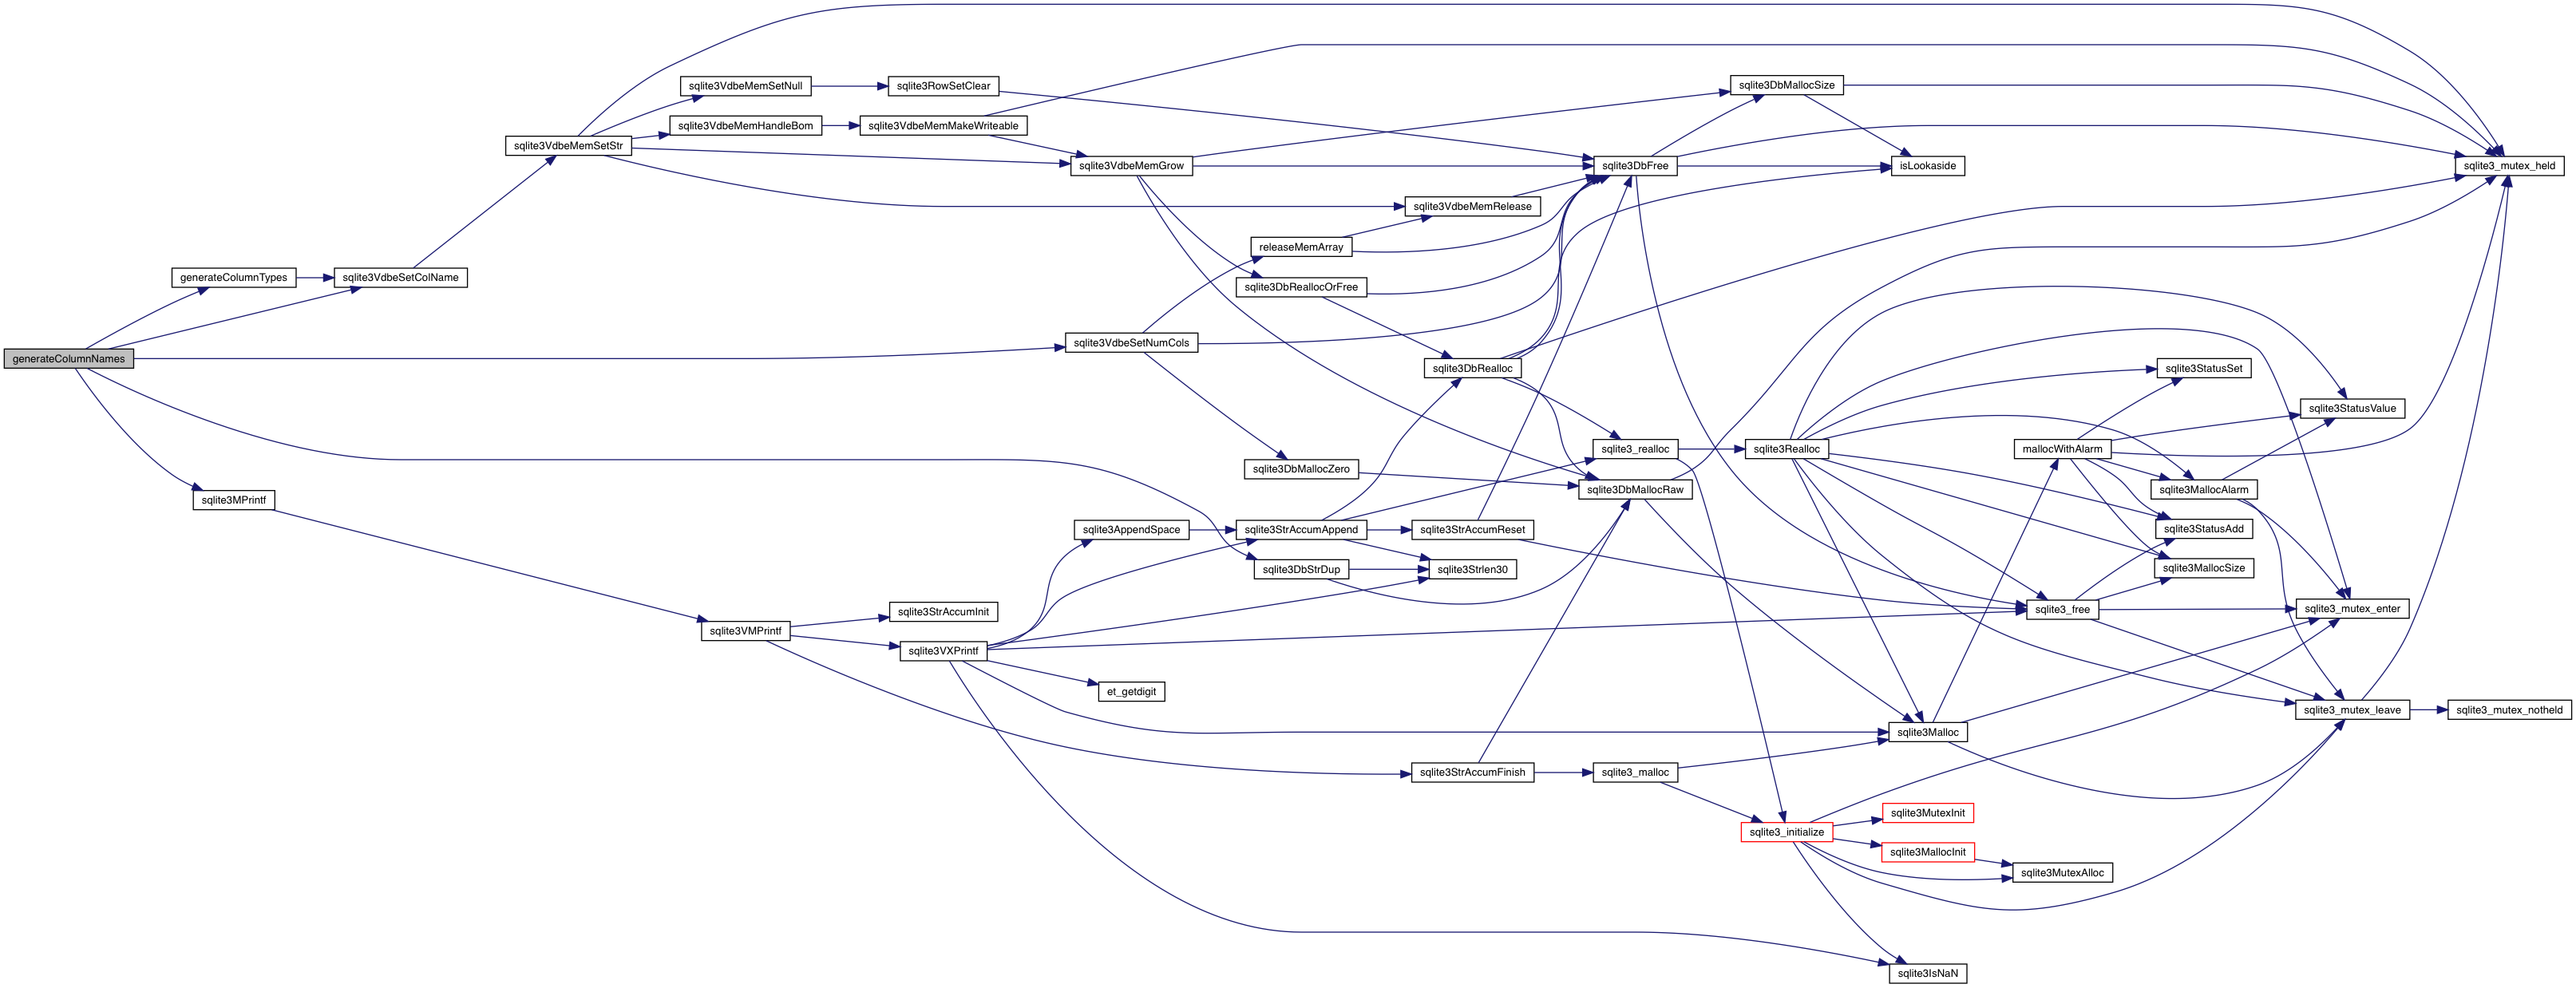 generateColumnNames
generateColumnTypes
sqlite3VdbeSetColName
sqlite3MPrintf
sqlite3VdbeMemSetStr
sqlite3VdbeMemSetNull
sqlite3VdbeMemHandleBom
sqlite3RowSetClear
sqlite3VdbeMemMakeWriteable
sqlite3VMPrintf
sqlite3StrAccumInit
sqlite3VXPrintf
sqlite3VdbeMemGrow
sqlite3VdbeSetNumCols
sqlite3AppendSpace
et_getdigit
sqlite3VdbeMemRelease
releaseMemArray
sqlite3DbReallocOrFree
sqlite3DbRealloc
sqlite3DbMallocZero
sqlite3StrAccumAppend
sqlite3StrAccumReset
sqlite3DbStrDup
sqlite3Strlen30
sqlite3StrAccumFinish
sqlite3DbMallocSize
sqlite3DbFree
isLookaside
sqlite3_realloc
sqlite3DbMallocRaw
sqlite3Realloc
sqlite3_malloc
sqlite3Malloc
sqlite3_initialize
sqlite3MutexInit
sqlite3MallocInit
sqlite3MutexAlloc
sqlite3IsNaN
mallocWithAlarm
sqlite3_free
sqlite3StatusSet
sqlite3StatusValue
sqlite3MallocAlarm
sqlite3StatusAdd
sqlite3MallocSize
sqlite3_mutex_enter
sqlite3_mutex_leave
sqlite3_mutex_held
sqlite3_mutex_notheld